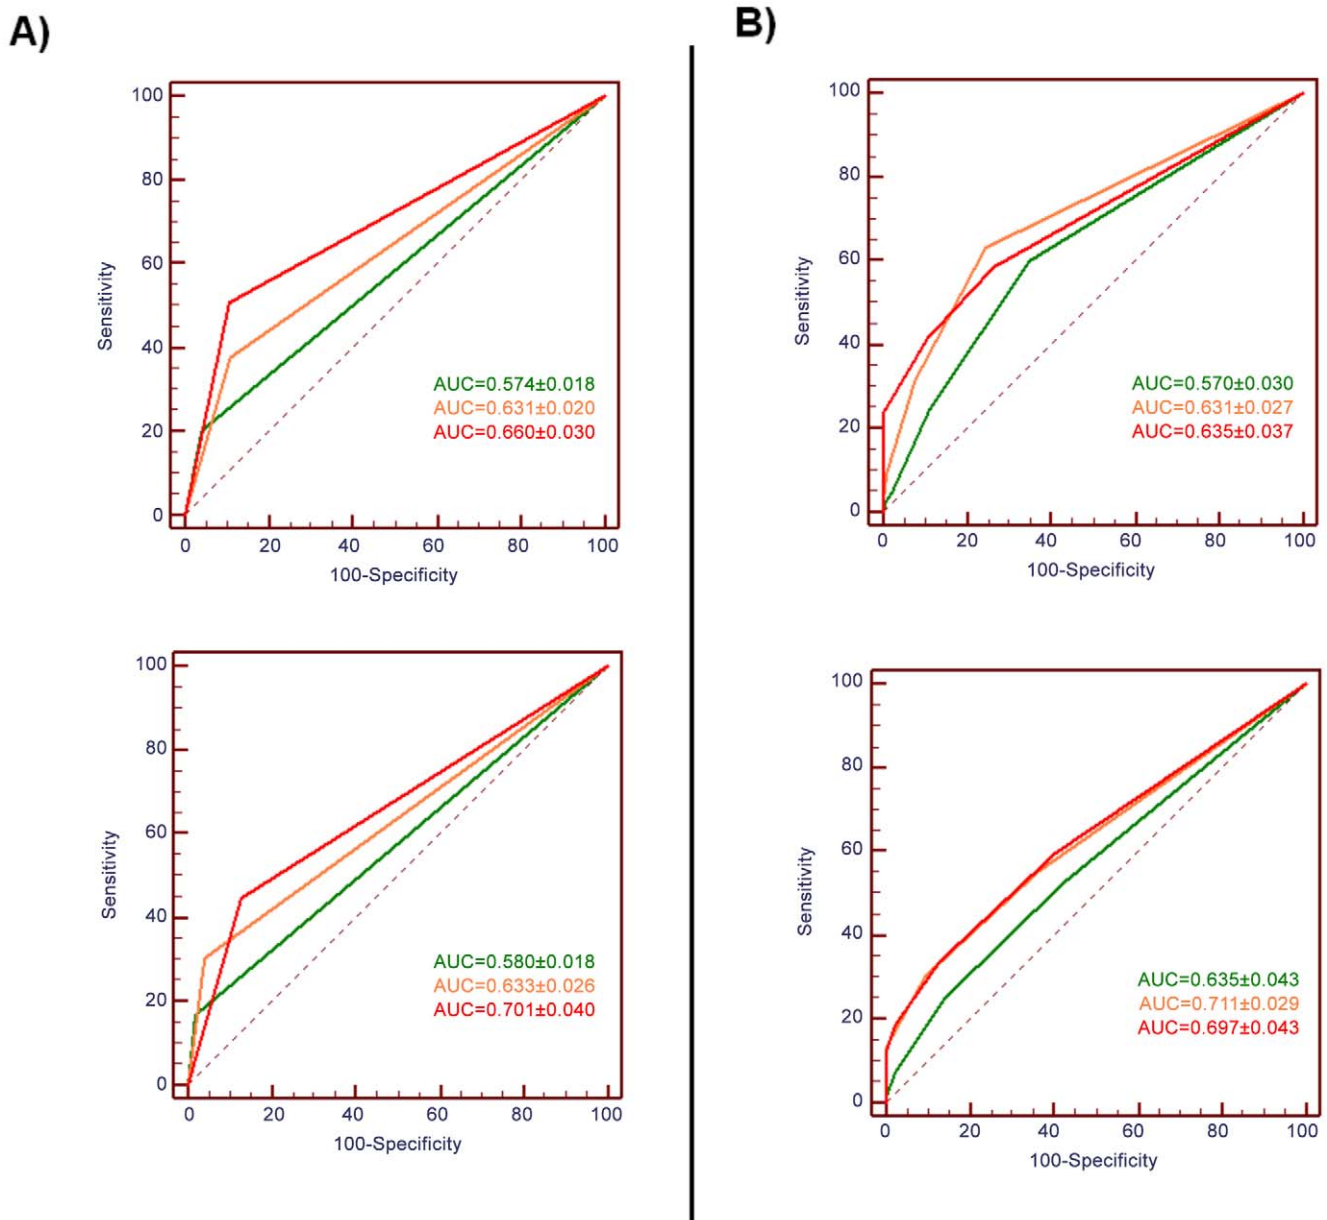 A)
100
80
60
40
20
0
Sensitivity
AUC=0.574±0.018
AUC=0.631±0.020
AUC=0.660±0.030
0 20 40 60 80 100
100-Specificity
100
80
60
40
20
0
Sensitivity
AUC=0.580±0.018
AUC=0.633±0.026
AUC=0.701±0.040
0 20 40 60 80 100
100-Specificity
B)
100
80
60
40
20
0
Sensitivity
AUC=0.570±0.030
AUC=0.631±0.027
AUC=0.635±0.037
0 20 40 60 80 100
100-Specificity
100
80
60
40
20
0
Sensitivity
AUC=0.635±0.043
AUC=0.711±0.029
AUC=0.697±0.043
0 20 40 60 80 100
100-Specificity